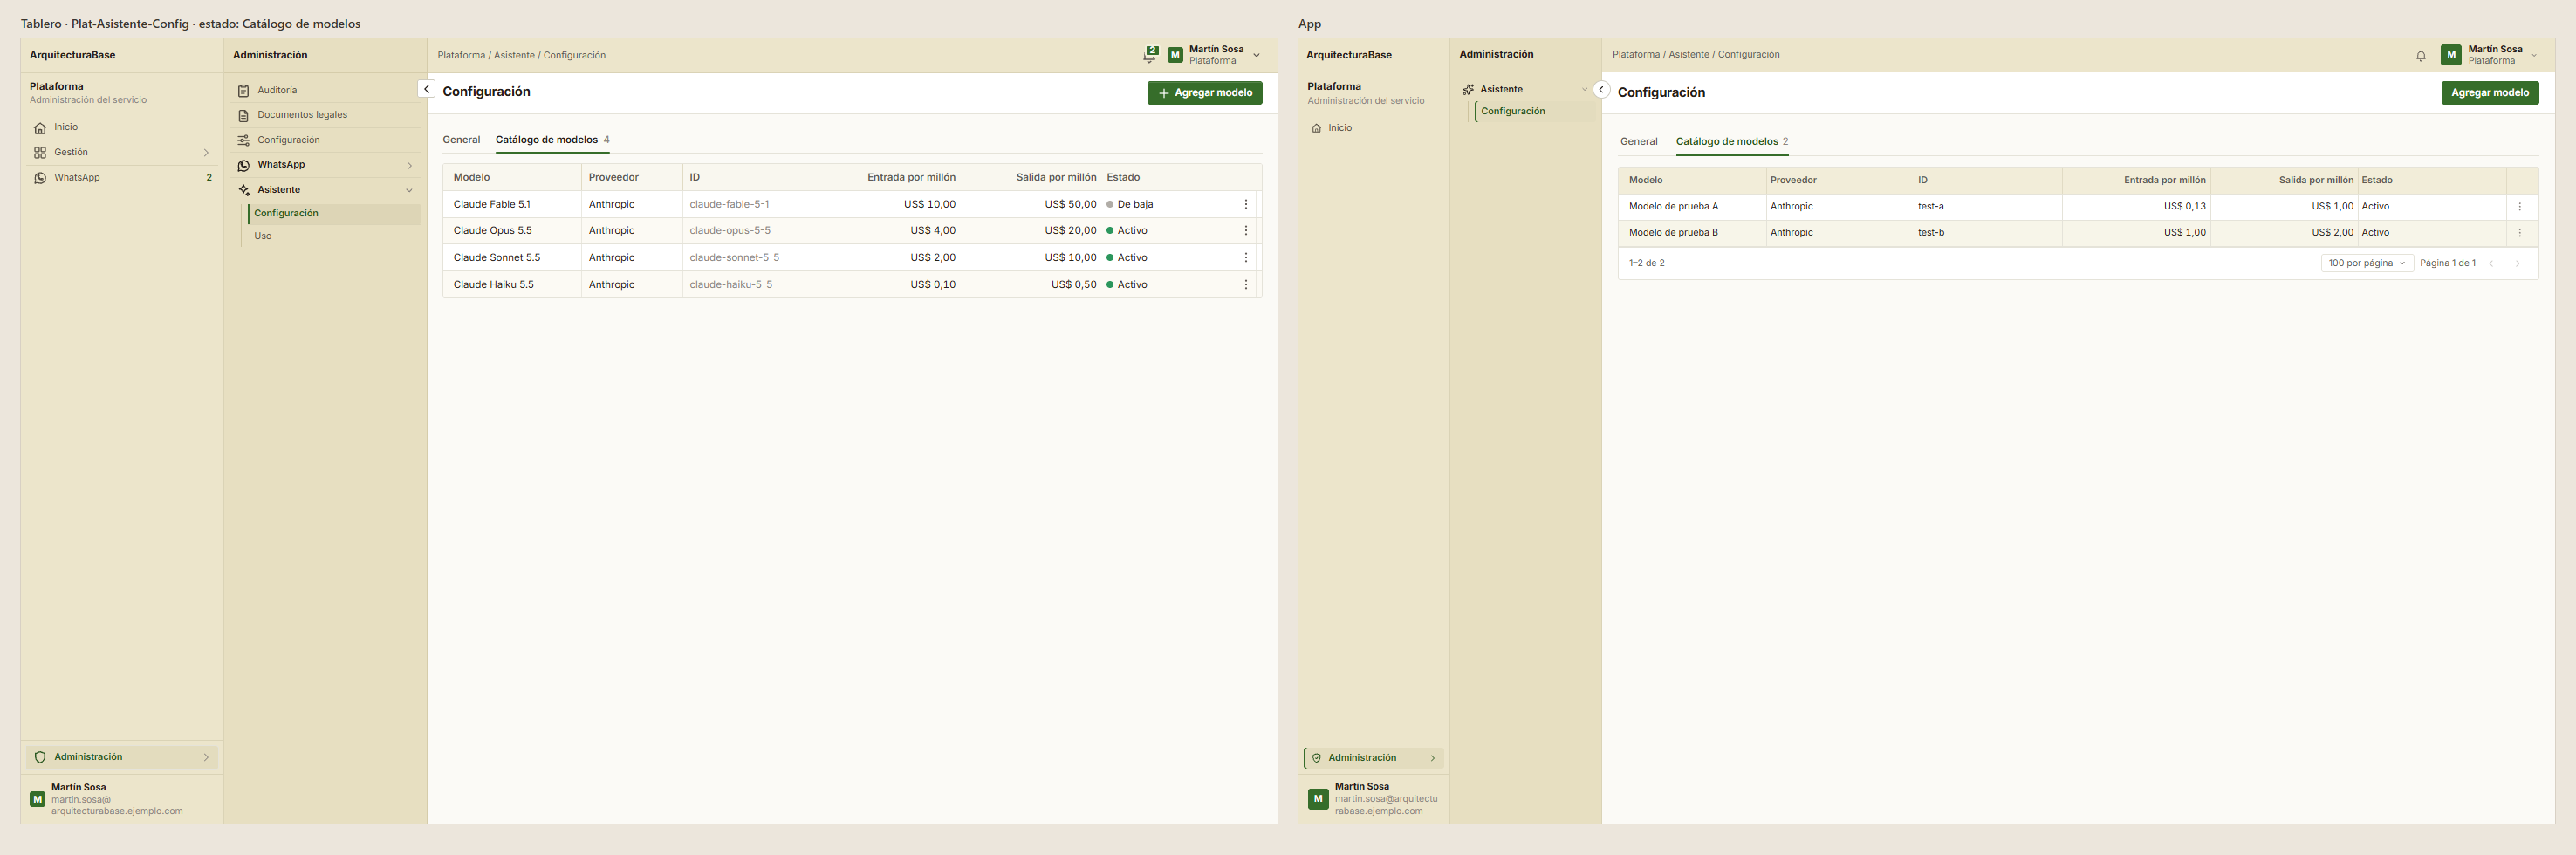 Tablero · Plat-Asistente-Config · estado: Catálogo de modelos
ArquitecturaBase
Administración
Plataforma / Asistente / Configuración
2
M
Martín Sosa
Plataforma
Plataforma
Administración del servicio
Inicio
Gestión
WhatsApp 2
Auditoría
Documentos legales
Configuración
WhatsApp
Asistente
Configuración
Uso
Configuración
Agregar modelo
General
Catálogo de modelos 4
Modelo Proveedor ID Entrada por millón Salida por millón Estado
Claude Fable 5.1 Anthropic claude-fable-5-1 US$ 10,00 US$ 50,00 De baja
Claude Opus 5.5 Anthropic claude-opus-5-5 US$ 4,00 US$ 20,00 Activo
Claude Sonnet 5.5 Anthropic claude-sonnet-5-5 US$ 2,00 US$ 10,00 Activo
Claude Haiku 5.5 Anthropic claude-haiku-5-5 US$ 0,10 US$ 0,50 Activo
Administración
M
Martín Sosa
martin.sosa@
arquitecturabase.ejemplo.com
App
ArquitecturaBase
Administración
Plataforma / Asistente / Configuración
M
Martín Sosa
Plataforma
Plataforma
Administración del servicio
Inicio
Asistente
Configuración
Configuración
Agregar modelo
General
Catálogo de modelos 2
Modelo Proveedor ID Entrada por millón Salida por millón Estado
Modelo de prueba A Anthropic test-a US$ 0,13 US$ 1,00 Activo
Modelo de prueba B Anthropic test-b US$ 1,00 US$ 2,00 Activo
1–2 de 2
100 por página
Página 1 de 1
Administración
M
Martín Sosa
martin.sosa@arquitectu
rabase.ejemplo.com